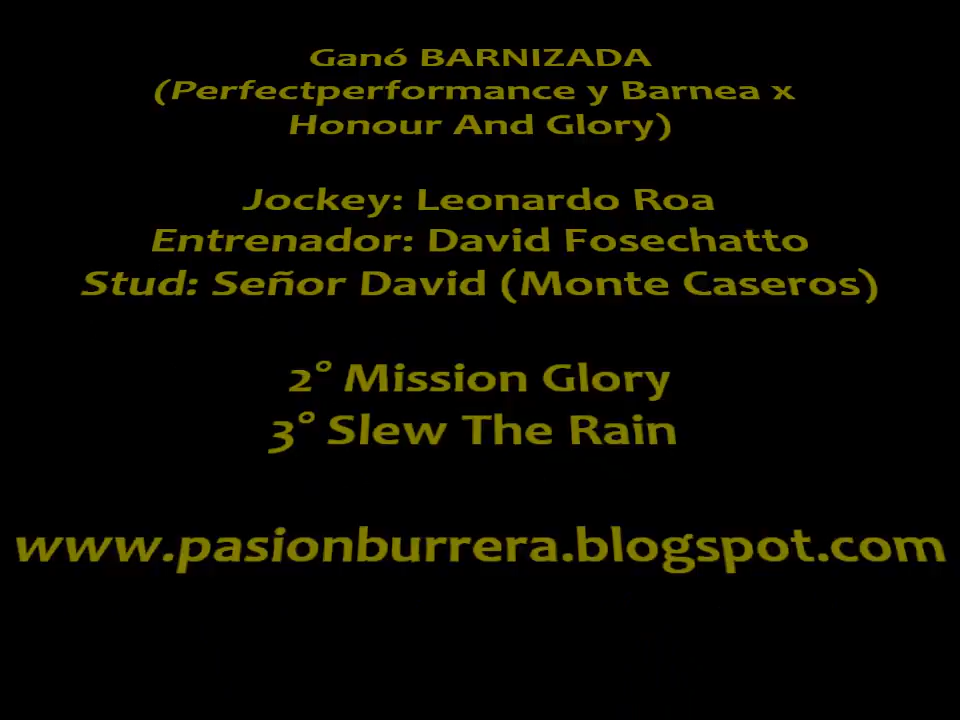 Ganó BARNIZADA
(Perfectperformance y Barnea x
Honour And Glory)
Jockey: Leonardo Roa
Entrenador: David Fosechatto
Stud: Señor David (Monte Caseros)
2° Mission Glory
3° Slew The Rain
www.pasionburrera.blogspot.com